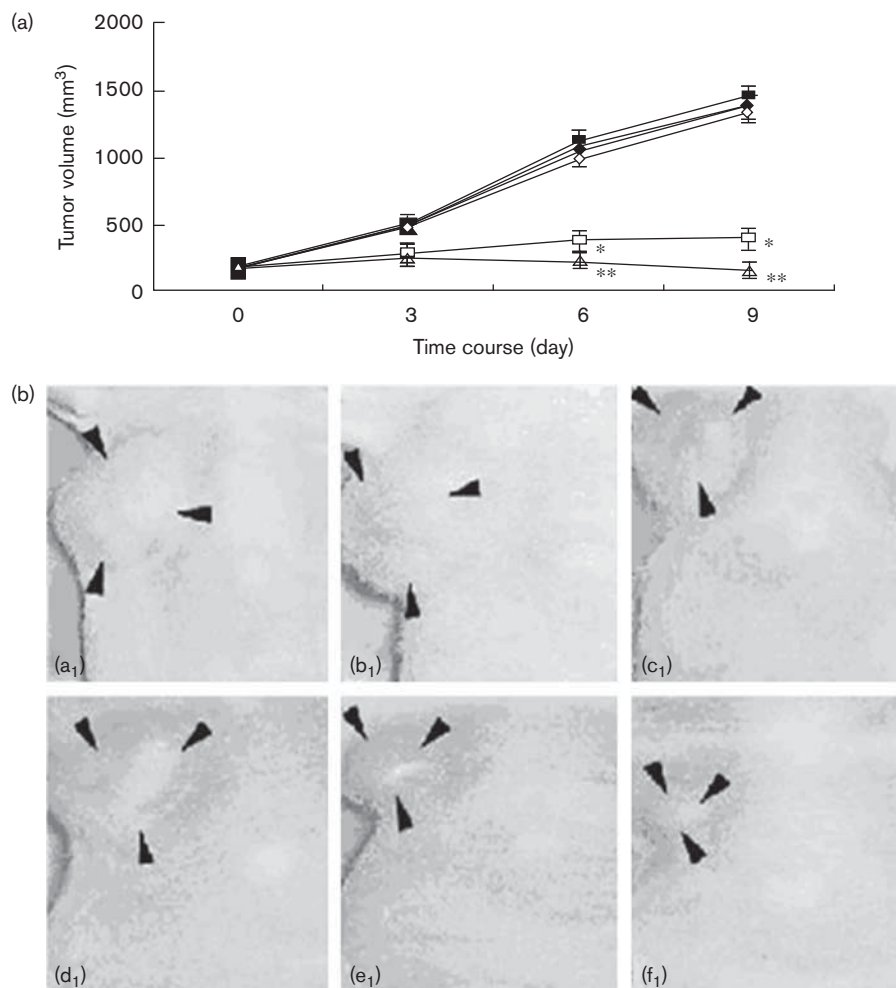 (a)
2000
1500
1000
500
0
Tumor volume (mm³)
*
**
*
**
0 3 6 9
Time course (day)
(b)
(a₁) (b₁) (c₁)
(d₁) (e₁) (f₁)